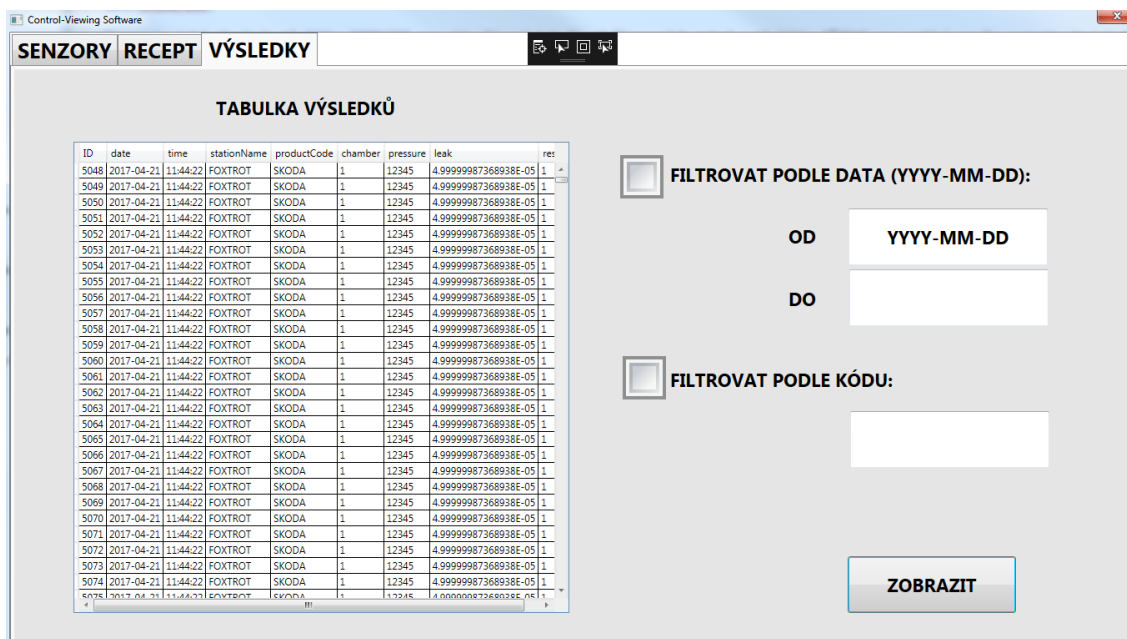 Control-Viewing Software
SENZORY RECEPT VÝSLEDKY
TABULKA VÝSLEDKŮ
ID date time stationName productCode chamber pressure leak res
5048 2017-04-21 11:44:22 FOXTROT SKODA 1 12345 4.99999987368938E-05 1
5049 2017-04-21 11:44:22 FOXTROT SKODA 1 12345 4.99999987368938E-05 1
5050 2017-04-21 11:44:22 FOXTROT SKODA 1 12345 4.99999987368938E-05 1
5051 2017-04-21 11:44:22 FOXTROT SKODA 1 12345 4.99999987368938E-05 1
5052 2017-04-21 11:44:22 FOXTROT SKODA 1 12345 4.99999987368938E-05 1
5053 2017-04-21 11:44:22 FOXTROT SKODA 1 12345 4.99999987368938E-05 1
5054 2017-04-21 11:44:22 FOXTROT SKODA 1 12345 4.99999987368938E-05 1
5055 2017-04-21 11:44:22 FOXTROT SKODA 1 12345 4.99999987368938E-05 1
5056 2017-04-21 11:44:22 FOXTROT SKODA 1 12345 4.99999987368938E-05 1
5057 2017-04-21 11:44:22 FOXTROT SKODA 1 12345 4.99999987368938E-05 1
5058 2017-04-21 11:44:22 FOXTROT SKODA 1 12345 4.99999987368938E-05 1
5059 2017-04-21 11:44:22 FOXTROT SKODA 1 12345 4.99999987368938E-05 1
5060 2017-04-21 11:44:22 FOXTROT SKODA 1 12345 4.99999987368938E-05 1
5061 2017-04-21 11:44:22 FOXTROT SKODA 1 12345 4.99999987368938E-05 1
5062 2017-04-21 11:44:22 FOXTROT SKODA 1 12345 4.99999987368938E-05 1
5063 2017-04-21 11:44:22 FOXTROT SKODA 1 12345 4.99999987368938E-05 1
5064 2017-04-21 11:44:22 FOXTROT SKODA 1 12345 4.99999987368938E-05 1
5065 2017-04-21 11:44:22 FOXTROT SKODA 1 12345 4.99999987368938E-05 1
5066 2017-04-21 11:44:22 FOXTROT SKODA 1 12345 4.99999987368938E-05 1
5067 2017-04-21 11:44:22 FOXTROT SKODA 1 12345 4.99999987368938E-05 1
5068 2017-04-21 11:44:22 FOXTROT SKODA 1 12345 4.99999987368938E-05 1
5069 2017-04-21 11:44:22 FOXTROT SKODA 1 12345 4.99999987368938E-05 1
5070 2017-04-21 11:44:22 FOXTROT SKODA 1 12345 4.99999987368938E-05 1
5071 2017-04-21 11:44:22 FOXTROT SKODA 1 12345 4.99999987368938E-05 1
5072 2017-04-21 11:44:22 FOXTROT SKODA 1 12345 4.99999987368938E-05 1
5073 2017-04-21 11:44:22 FOXTROT SKODA 1 12345 4.99999987368938E-05 1
5074 2017-04-21 11:44:22 FOXTROT SKODA 1 12345 4.99999987368938E-05 1
5075 2017-04-21 11:44:22 FOXTROT SKODA 1 12345 4.99999987368938E-05 1
FILTROVAT PODLE DATA (YYYY-MM-DD):
OD YYYY-MM-DD
DO
FILTROVAT PODLE KÓDU:
ZOBRAZIT